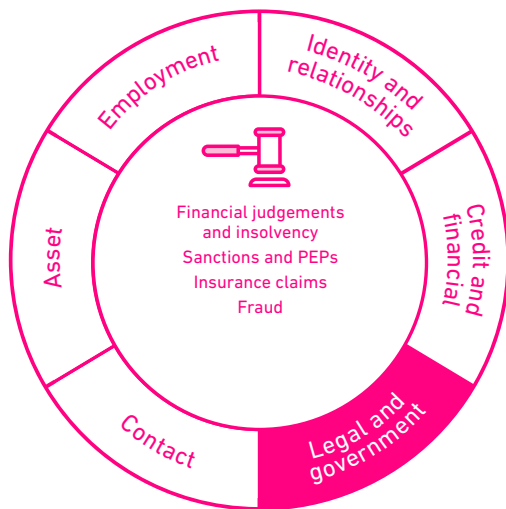 Employment
Identity and
relationships
Credit and
financial
Legal and
government
Contact
Asset
Financial judgements
and insolvency
Sanctions and PEPs
Insurance claims
Fraud